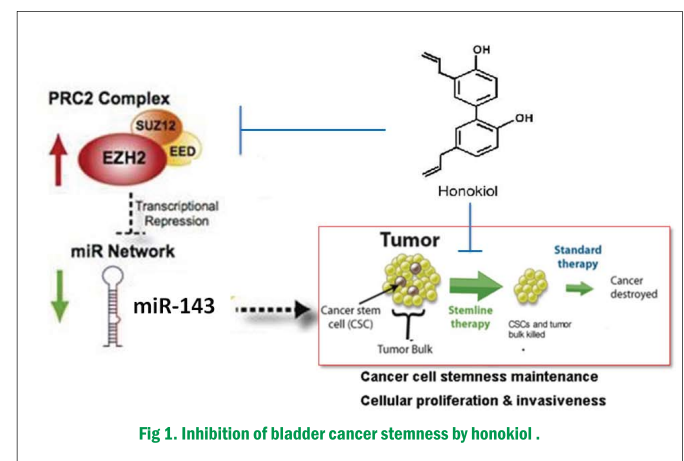 OH
OH
Honokiol
PRC2 Complex
SUZ12
EED
EZH2
Transcriptional
Repression
miR Network
miR-143
Tumor
Cancer stem
cell (CSC)
Tumor Bulk
Stemline
therapy
CSCs and tumor
bulk killed
Standard
therapy
Cancer
destroyed
Cancer cell stemness maintenance
Cellular proliferation & invasiveness
Fig 1. Inhibition of bladder cancer stemness by honokiol .